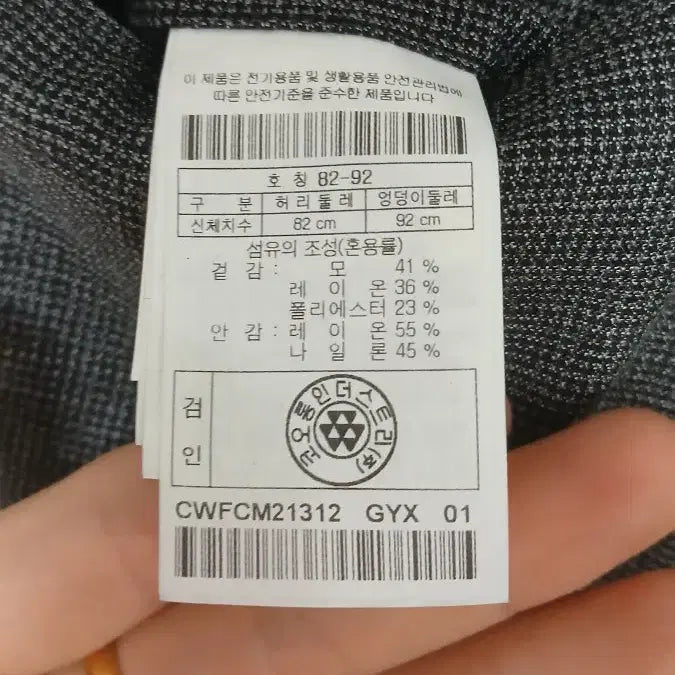 이 제품은 전기용품 및 생활용품 안전관리법에
따른 안전기준을 준수한 제품입니다
호 칭 82-92
구 분 허 리 둘 레 엉덩이둘레
신체치수 82 cm 92 cm
섬유의 조성(혼용률)
겉 감 : 모 41 %
레 이 온 36 %
폴리에스터 23 %
안 감 : 레 이 온 55 %
나 일 론 45 %
검
인
코오롱인더스트리(주)
CWFCM21312 GYX 01